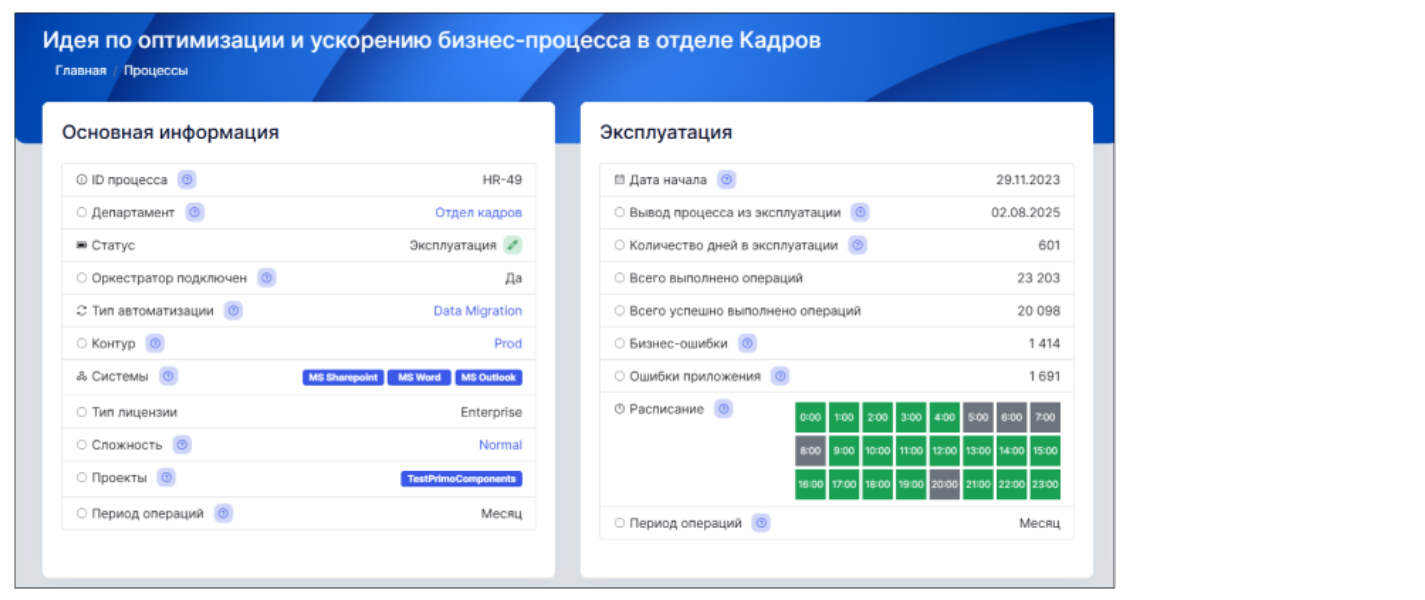 Идея по оптимизации и ускорению бизнес-процесса в отделе Кадров
Главная / Процессы
Основная информация
ID процесса HR-49
Департамент Отдел кадров
Статус Эксплуатация
Оркестратор подключен Да
Тип автоматизации Data Migration
Контур Prod
Системы MS Sharepoint MS Word MS Outlook
Тип лицензии Enterprise
Сложность Normal
Проекты TestPrimoComponents
Период операций Месяц
Эксплуатация
Дата начала 29.11.2023
Вывод процесса из эксплуатации 02.08.2025
Количество дней в эксплуатации 601
Всего выполнено операций 23 203
Всего успешно выполнено операций 20 098
Бизнес-ошибки 1 414
Ошибки приложения 1 691
Расписание 0:00 1:00 2:00 3:00 4:00 5:00 6:00 7:00
8:00 9:00 10:00 11:00 12:00 13:00 14:00 15:00
16:00 17:00 18:00 19:00 20:00 21:00 22:00 23:00
Период операций Месяц